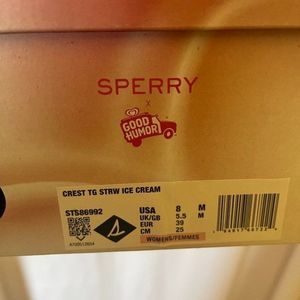 SPERRY
X
GOOD
HUMOR
CREST TG STRW ICE CREAM
STS86992
USA 8 M
UK/GB 5.5 M
EUR 39
CM 25
WOMENS/FEMMES